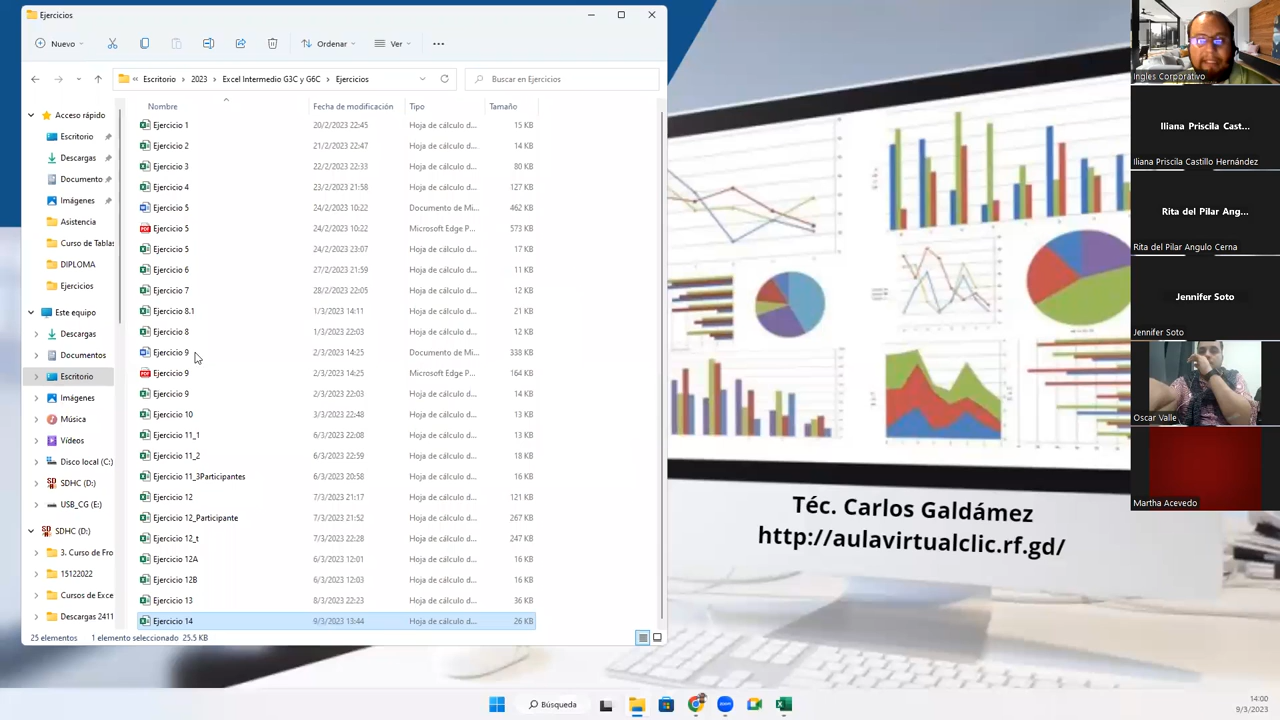 Ejercicios
Nuevo
Ordenar
Ver
Escritorio
2023
Excel Intermedio G3C y G6C
Ejercicios
Buscar en Ejercicios
Nombre
Fecha de modificación
Tipo
Tamaño
Acceso rápido
Escritorio
Descargas
Documento
Imágenes
Asistencia
Curso de Tablas
DIPLOMA
Ejercicios
Este equipo
Descargas
Documentos
Escritorio
Imágenes
Música
Vídeos
Disco local (C:)
SDHC (D:)
USB_CG (E:)
SDHC (D:)
3. Curso de Fro
15122022
Cursos de Exce
Descargas 2411
Ejercicio 1 20/2/2023 22:45 Hoja de cálculo d... 15 KB
Ejercicio 2 21/2/2023 22:47 Hoja de cálculo d... 14 KB
Ejercicio 3 22/2/2023 22:33 Hoja de cálculo d... 80 KB
Ejercicio 4 23/2/2023 21:58 Hoja de cálculo d... 127 KB
Ejercicio 5 24/2/2023 10:22 Documento de Mi... 462 KB
Ejercicio 5 24/2/2023 10:22 Microsoft Edge P... 573 KB
Ejercicio 5 24/2/2023 23:07 Hoja de cálculo d... 17 KB
Ejercicio 6 27/2/2023 21:59 Hoja de cálculo d... 11 KB
Ejercicio 7 28/2/2023 22:05 Hoja de cálculo d... 12 KB
Ejercicio 8.1 1/3/2023 14:11 Hoja de cálculo d... 21 KB
Ejercicio 8 1/3/2023 22:03 Hoja de cálculo d... 12 KB
Ejercicio 9 2/3/2023 14:25 Documento de Mi... 338 KB
Ejercicio 9 2/3/2023 14:25 Microsoft Edge P... 164 KB
Ejercicio 9 2/3/2023 22:03 Hoja de cálculo d... 14 KB
Ejercicio 10 3/3/2023 22:48 Hoja de cálculo d... 13 KB
Ejercicio 11_1 6/3/2023 22:08 Hoja de cálculo d... 13 KB
Ejercicio 11_2 6/3/2023 22:59 Hoja de cálculo d... 18 KB
Ejercicio 11_3Participantes 6/3/2023 20:58 Hoja de cálculo d... 16 KB
Ejercicio 12 7/3/2023 21:17 Hoja de cálculo d... 121 KB
Ejercicio 12_Participante 7/3/2023 21:52 Hoja de cálculo d... 267 KB
Ejercicio 12_t 7/3/2023 22:28 Hoja de cálculo d... 247 KB
Ejercicio 12A 6/3/2023 12:01 Hoja de cálculo d... 16 KB
Ejercicio 12B 6/3/2023 12:03 Hoja de cálculo d... 16 KB
Ejercicio 13 8/3/2023 22:23 Hoja de cálculo d... 36 KB
Ejercicio 14 9/3/2023 13:44 Hoja de cálculo d... 26 KB
25 elementos
1 elemento seleccionado 25.5 KB
Téc. Carlos Galdámez
http://aulavirtualclic.rf.gd/
Ingles Corporativo
Iliana Priscila Cast...
Iliana Priscila Castillo Hernández
Rita del Pilar Ang...
Rita del Pilar Angulo Cerna
Jennifer Soto
Jennifer Soto
Oscar Valle
Martha Acevedo
Búsqueda
14:00
9/3/2023